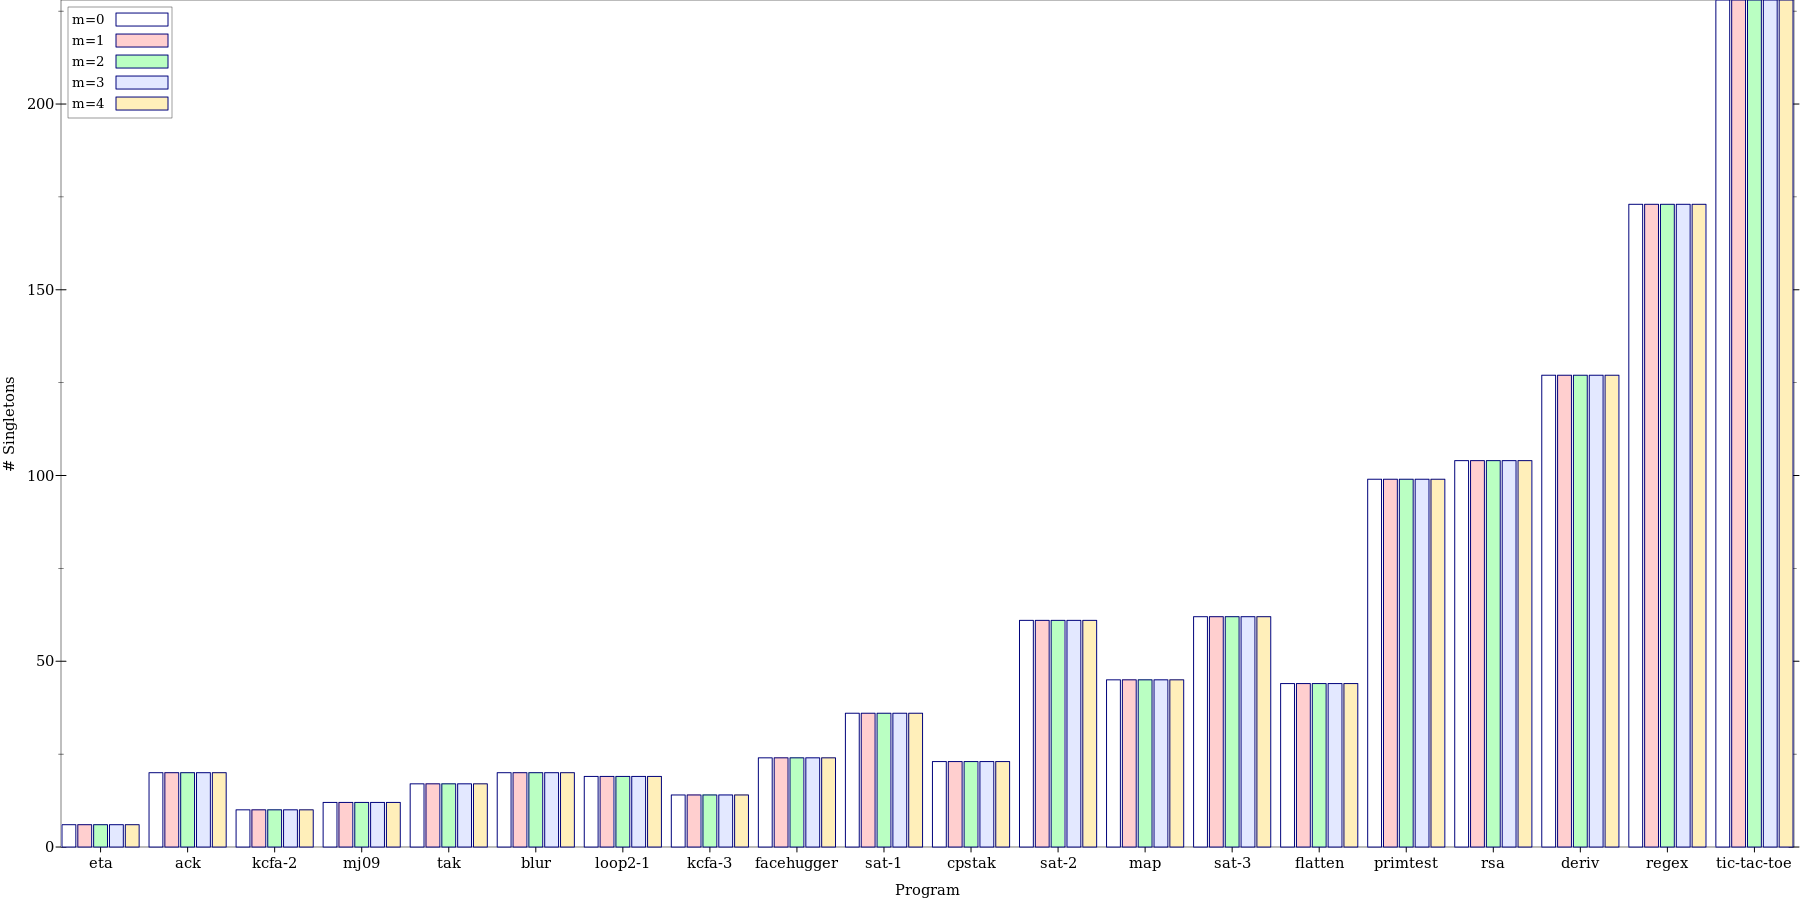 m=0
m=1
m=2
m=3
m=4
200
150
100
50
0
# Singletons
eta ack kcfa-2 mj09 tak blur loop2-1 kcfa-3 facehugger sat-1 cpstak sat-2 map sat-3 flatten primtest rsa deriv regex tic-tac-toe
Program